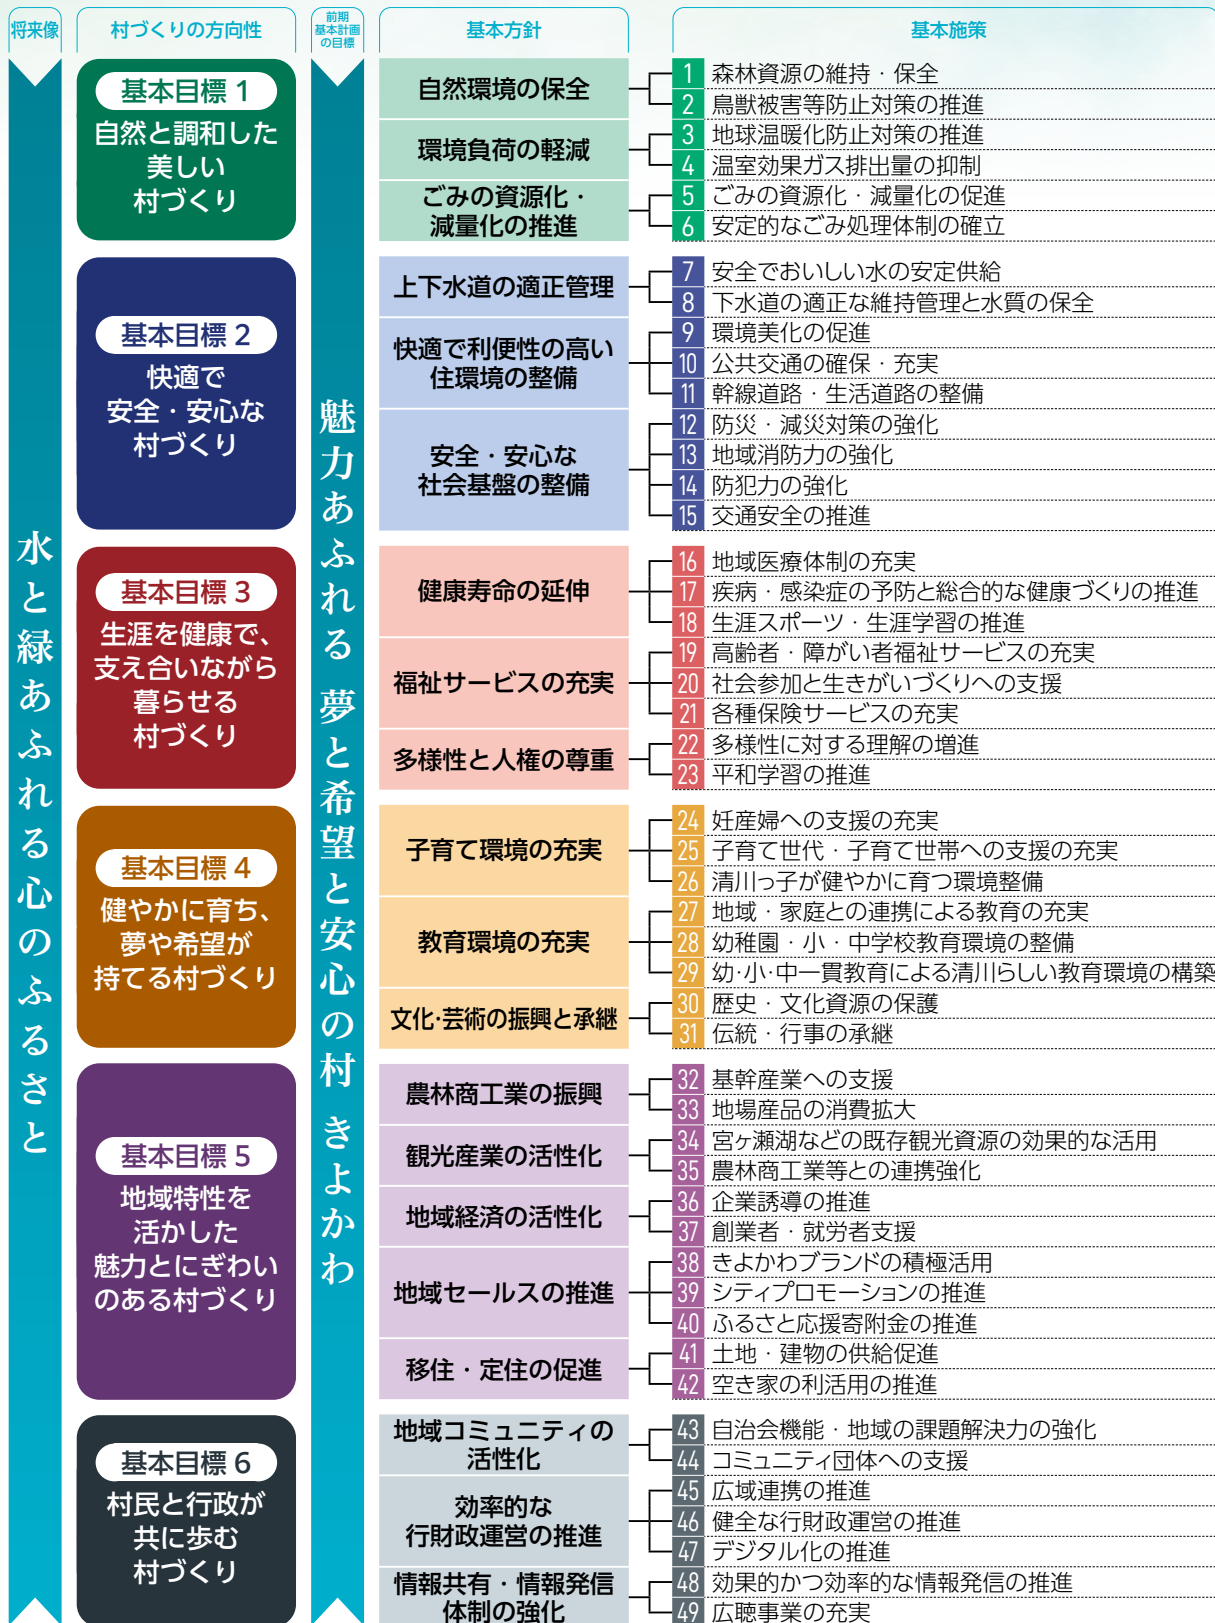 将来像
村づくりの方向性
前期
基本計画
の目標
基本方針
基本施策
水と緑あふれる心のふるさと
魅力あふれる 夢と希望と安心の村 きよかわ
基本目標 1
自然と調和した
美しい
村づくり
自然環境の保全
1 森林資源の維持・保全
2 鳥獣被害等防止対策の推進
環境負荷の軽減
3 地球温暖化防止対策の推進
4 温室効果ガス排出量の抑制
ごみの資源化・
減量化の推進
5 ごみの資源化・減量化の促進
6 安定的なごみ処理体制の確立
基本目標 2
快適で
安全・安心な
村づくり
上下水道の適正管理
7 安全でおいしい水の安定供給
8 下水道の適正な維持管理と水質の保全
快適で利便性の高い
住環境の整備
9 環境美化の促進
10 公共交通の確保・充実
11 幹線道路・生活道路の整備
安全・安心な
社会基盤の整備
12 防災・減災対策の強化
13 地域消防力の強化
14 防犯力の強化
15 交通安全の推進
基本目標 3
生涯を健康で、
支え合いながら
暮らせる
村づくり
健康寿命の延伸
16 地域医療体制の充実
17 疾病・感染症の予防と総合的な健康づくりの推進
18 生涯スポーツ・生涯学習の推進
福祉サービスの充実
19 高齢者・障がい者福祉サービスの充実
20 社会参加と生きがいづくりへの支援
21 各種保険サービスの充実
多様性と人権の尊重
22 多様性に対する理解の増進
23 平和学習の推進
基本目標 4
健やかに育ち、
夢や希望が
持てる村づくり
子育て環境の充実
24 妊産婦への支援の充実
25 子育て世代・子育て世帯への支援の充実
26 清川っ子が健やかに育つ環境整備
教育環境の充実
27 地域・家庭との連携による教育の充実
28 幼稚園・小・中学校教育環境の整備
29 幼・小・中一貫教育による清川らしい教育環境の構築
文化・芸術の振興と承継
30 歴史・文化資源の保護
31 伝統・行事の承継
基本目標 5
地域特性を
活かした
魅力とにぎわい
のある村づくり
農林商工業の振興
32 基幹産業への支援
33 地場産品の消費拡大
観光産業の活性化
34 宮ヶ瀬湖などの既存観光資源の効果的な活用
35 農林商工業等との連携強化
地域経済の活性化
36 企業誘導の推進
37 創業者・就労者支援
地域セールスの推進
38 きよかわブランドの積極活用
39 シティプロモーションの推進
40 ふるさと応援寄附金の推進
移住・定住の促進
41 土地・建物の供給促進
42 空き家の利活用の推進
基本目標 6
村民と行政が
共に歩む
村づくり
地域コミュニティの
活性化
43 自治会機能・地域の課題解決力の強化
44 コミュニティ団体への支援
効率的な
行財政運営の推進
45 広域連携の推進
46 健全な行財政運営の推進
47 デジタル化の推進
情報共有・情報発信
体制の強化
48 効果的かつ効率的な情報発信の推進
49 広聴事業の充実